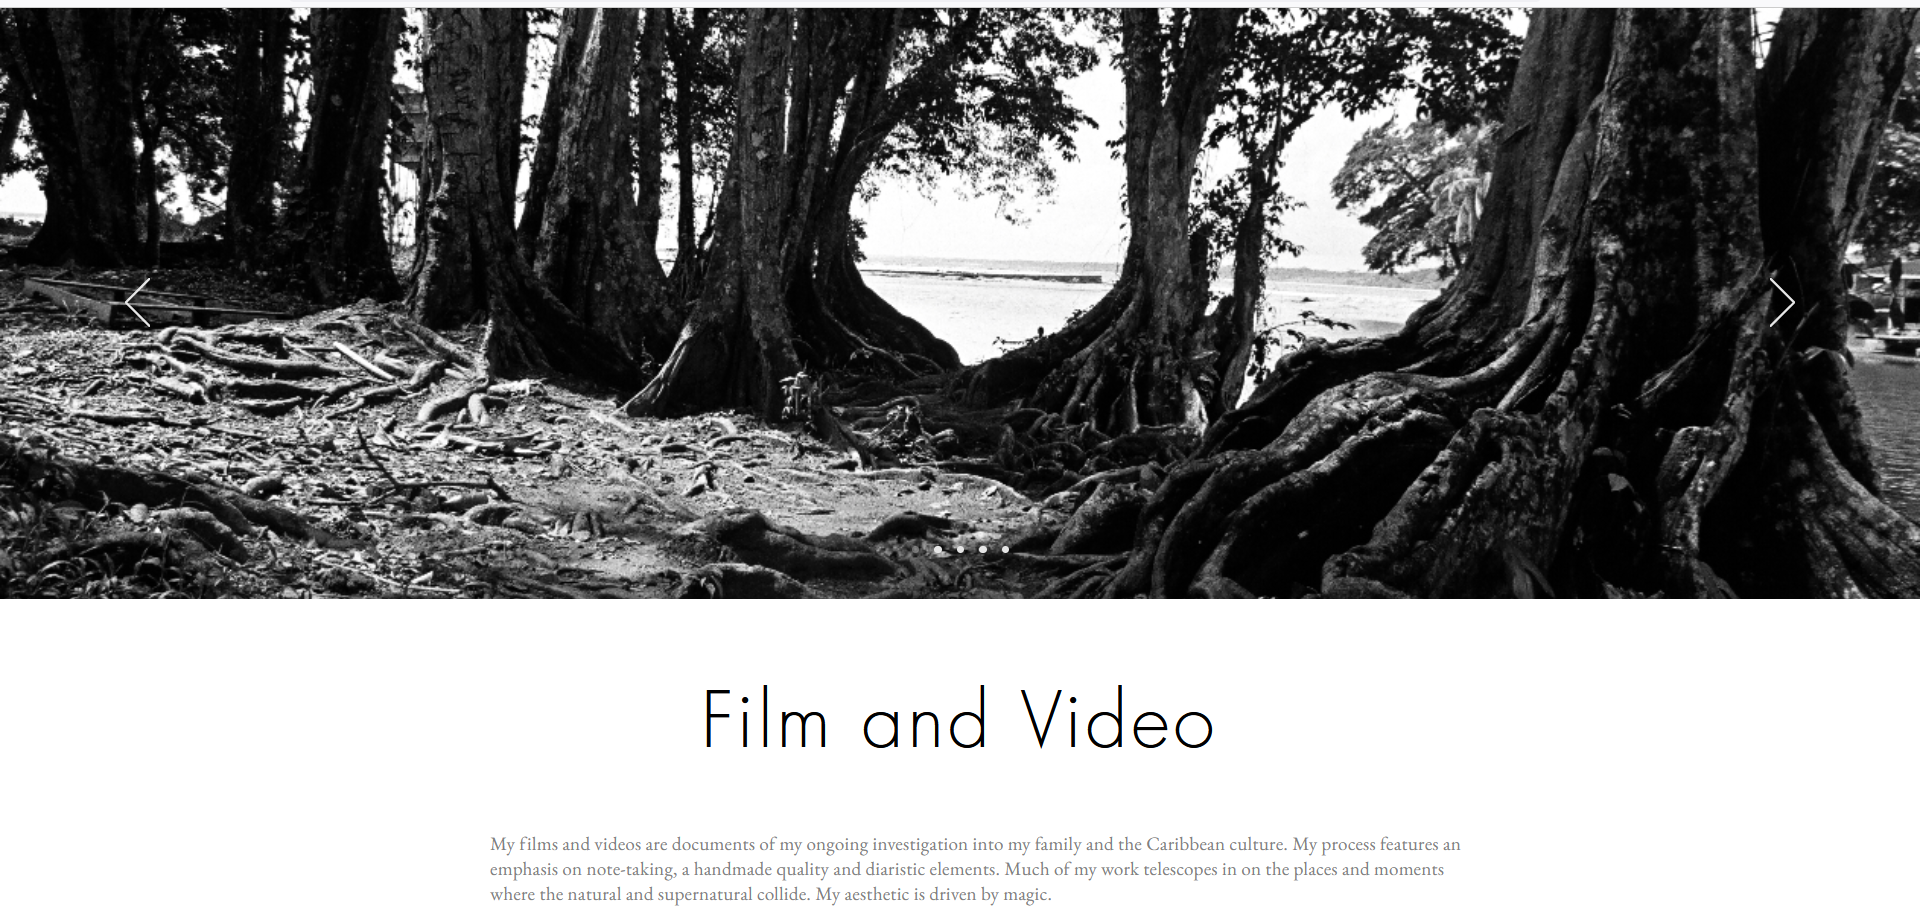 Film and Video
My films and videos are documents of my ongoing investigation into my family and the Caribbean culture. My process features an
emphasis on note-taking, a handmade quality and diaristic elements. Much of my work telescopes in on the places and moments
where the natural and supernatural collide. My aesthetic is driven by magic.